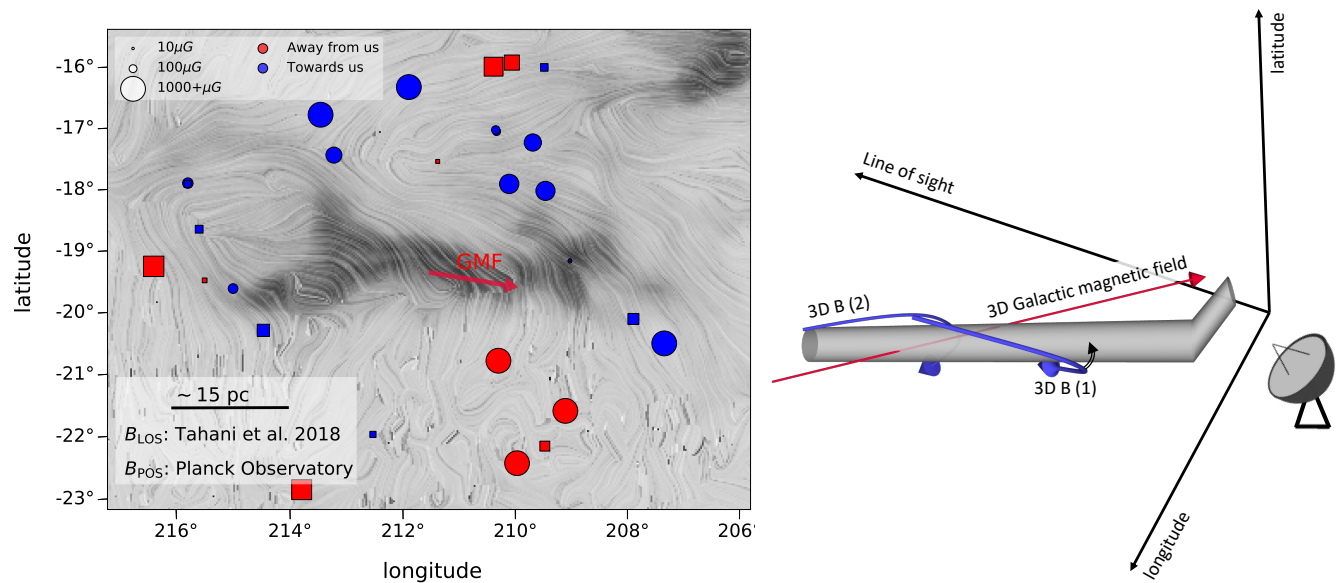 10μG
100μG
1000+μG
Away from us
Towards us
-16°
-17°
-18°
-19°
-20°
-21°
-22°
-23°
latitude
GMF
~ 15 pc
B_LOS: Tahani et al. 2018
B_POS: Planck Observatory
216°
214°
212°
210°
208°
206°
longitude
latitude
Line of sight
3D Galactic magnetic field
3D B (2)
3D B (1)
longitude